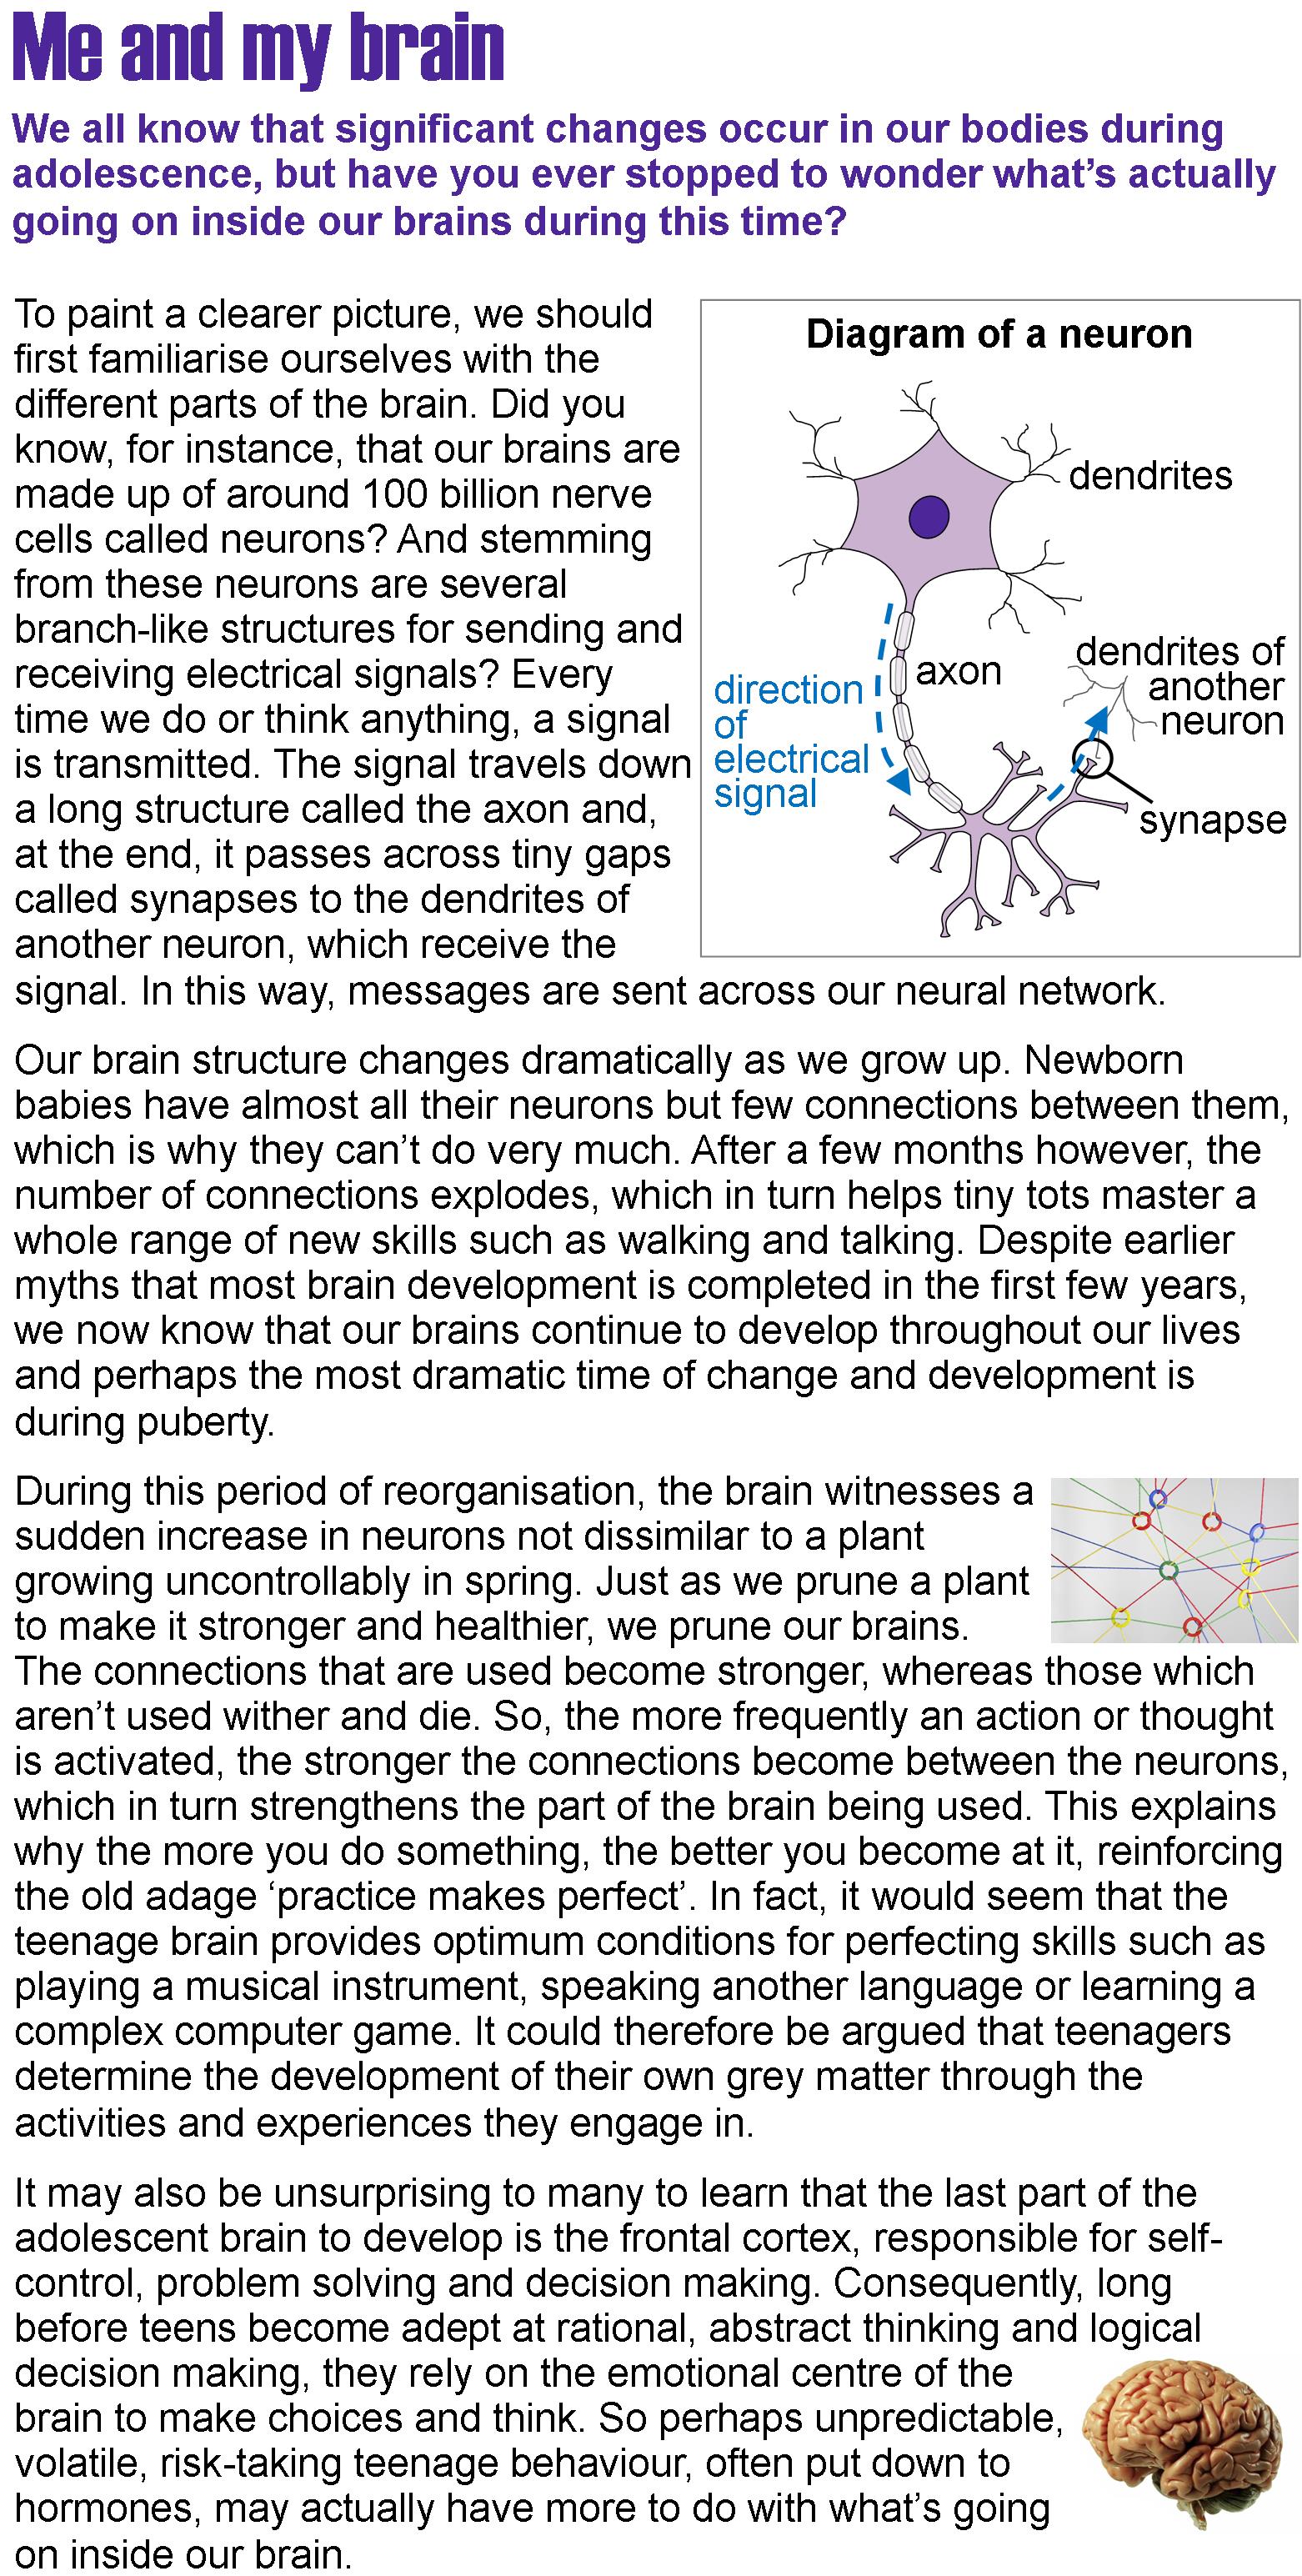 Me and my brain
We all know that significant changes occur in our bodies during
adolescence, but have you ever stopped to wonder what’s actually
going on inside our brains during this time?
To paint a clearer picture, we should
first familiarise ourselves with the
different parts of the brain. Did you
know, for instance, that our brains are
made up of around 100 billion nerve
cells called neurons? And stemming
from these neurons are several
branch-like structures for sending and
receiving electrical signals? Every
time we do or think anything, a signal
is transmitted. The signal travels down
a long structure called the axon and,
at the end, it passes across tiny gaps
called synapses to the dendrites of
another neuron, which receive the
signal. In this way, messages are sent across our neural network.
Diagram of a neuron
dendrites
axon
direction
of
electrical
signal
dendrites of
another
neuron
synapse
Our brain structure changes dramatically as we grow up. Newborn
babies have almost all their neurons but few connections between them,
which is why they can’t do very much. After a few months however, the
number of connections explodes, which in turn helps tiny tots master a
whole range of new skills such as walking and talking. Despite earlier
myths that most brain development is completed in the first few years,
we now know that our brains continue to develop throughout our lives
and perhaps the most dramatic time of change and development is
during puberty.
During this period of reorganisation, the brain witnesses a
sudden increase in neurons not dissimilar to a plant
growing uncontrollably in spring. Just as we prune a plant
to make it stronger and healthier, we prune our brains.
The connections that are used become stronger, whereas those which
aren’t used wither and die. So, the more frequently an action or thought
is activated, the stronger the connections become between the neurons,
which in turn strengthens the part of the brain being used. This explains
why the more you do something, the better you become at it, reinforcing
the old adage ‘practice makes perfect’. In fact, it would seem that the
teenage brain provides optimum conditions for perfecting skills such as
playing a musical instrument, speaking another language or learning a
complex computer game. It could therefore be argued that teenagers
determine the development of their own grey matter through the
activities and experiences they engage in.
It may also be unsurprising to many to learn that the last part of the
adolescent brain to develop is the frontal cortex, responsible for self-
control, problem solving and decision making. Consequently, long
before teens become adept at rational, abstract thinking and logical
decision making, they rely on the emotional centre of the
brain to make choices and think. So perhaps unpredictable,
volatile, risk-taking teenage behaviour, often put down to
hormones, may actually have more to do with what’s going
on inside our brain.